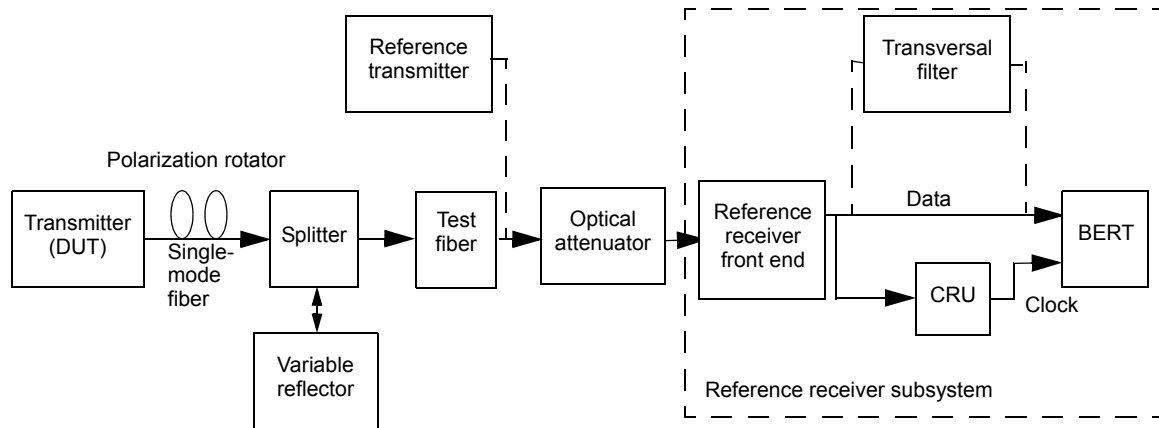 Reference
transmitter
Transversal
filter
Polarization rotator
Transmitter
(DUT)
Single-
mode
fiber
Splitter
Test
fiber
Optical
attenuator
Reference
receiver
front end
Data
BERT
CRU
Clock
Variable
reflector
Reference receiver subsystem